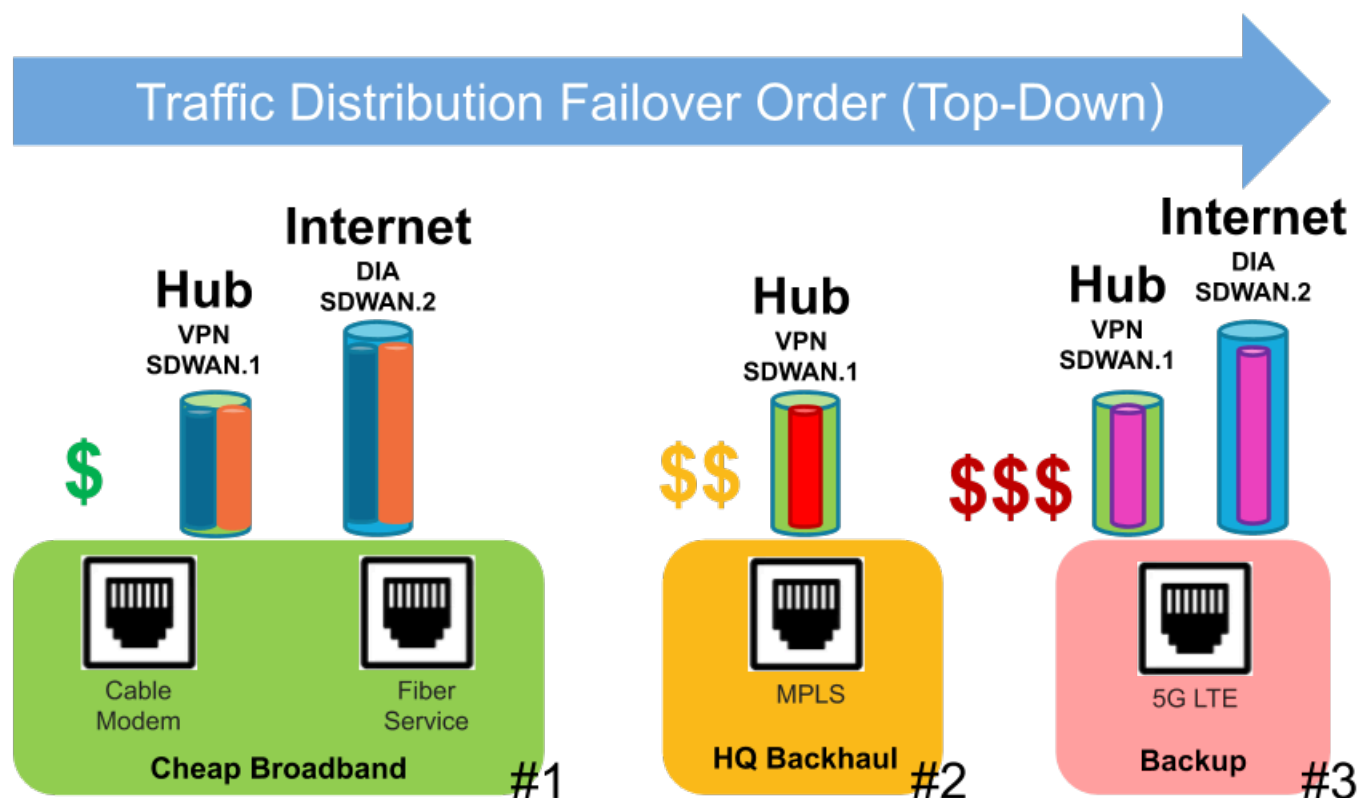 Traffic Distribution Failover Order (Top-Down)
Hub
VPN
SDWAN.1
Internet
DIA
SDWAN.2
$
Cable
Modem
Fiber
Service
Cheap Broadband
#1
Hub
VPN
SDWAN.1
$$
MPLS
HQ Backhaul
#2
Hub
VPN
SDWAN.1
Internet
DIA
SDWAN.2
$$$
5G LTE
Backup
#3